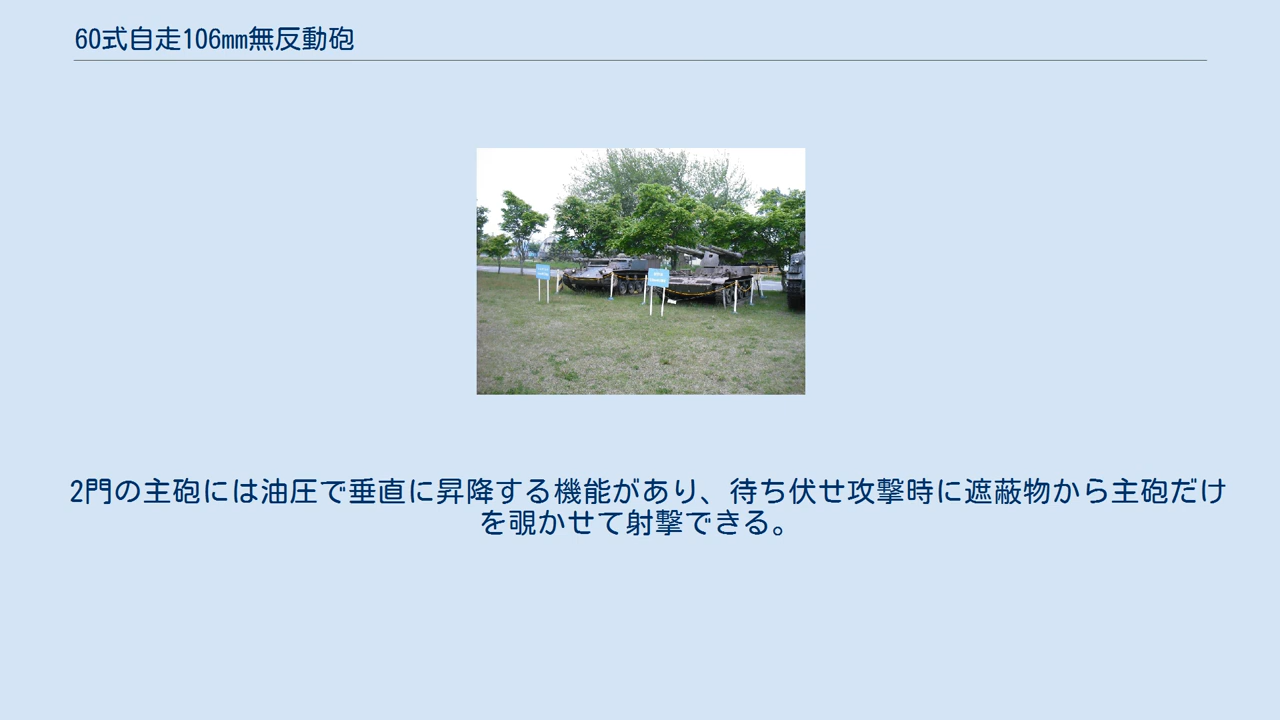 60式自走106mm無反動砲
2門の主砲には油圧で垂直に昇降する機能があり、待ち伏せ攻撃時に遮蔽物から主砲だけ
を覗かせて射撃できる。